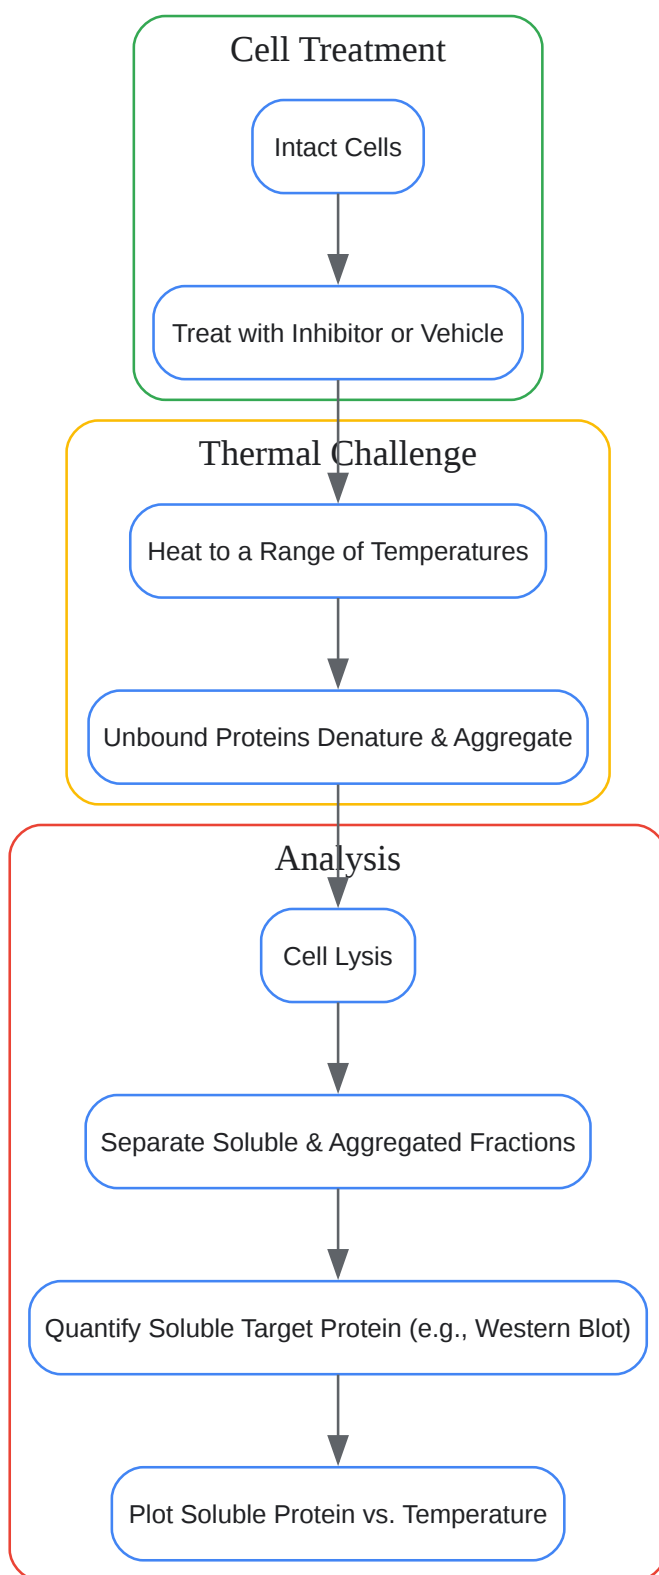 Cell Treatment
Intact Cells
Treat with Inhibitor or Vehicle
Thermal Challenge
Heat to a Range of Temperatures
Unbound Proteins Denature & Aggregate
Analysis
Cell Lysis
Separate Soluble & Aggregated Fractions
Quantify Soluble Target Protein (e.g., Western Blot)
Plot Soluble Protein vs. Temperature